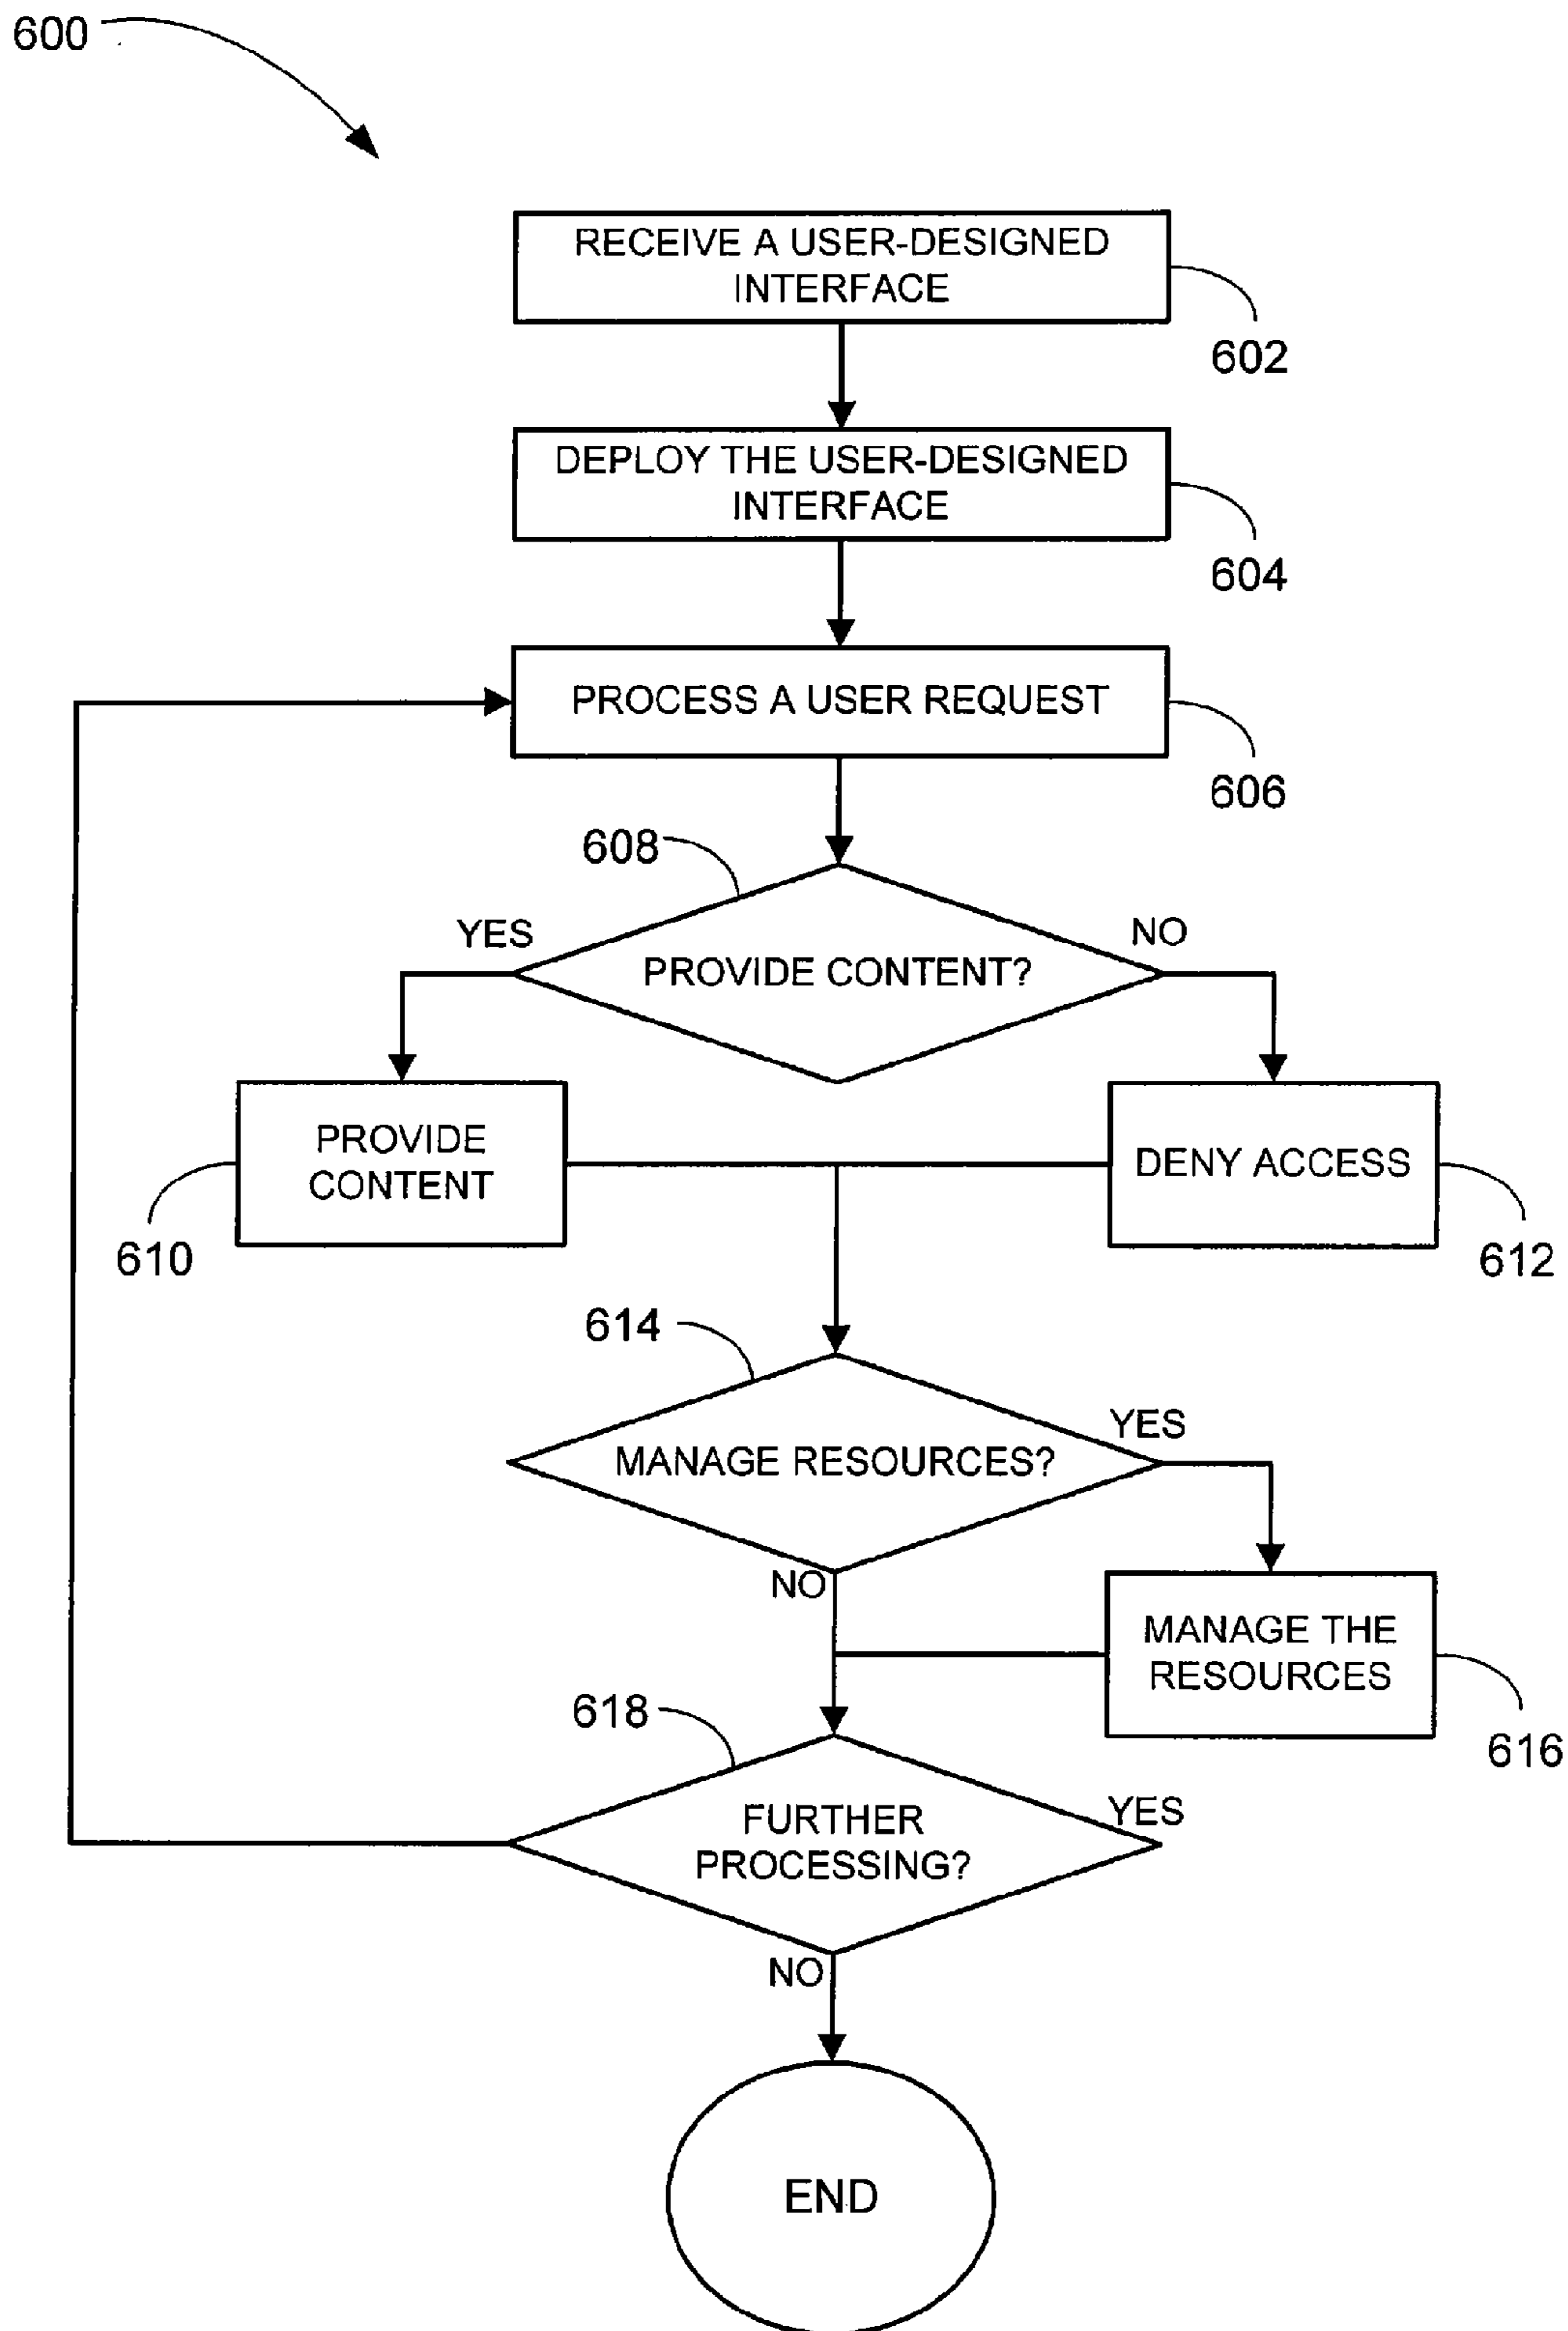 600
RECEIVE A USER-DESIGNED
INTERFACE
602
DEPLOY THE USER-DESIGNED
INTERFACE
604
PROCESS A USER REQUEST
606
608
YES
NO
PROVIDE CONTENT?
PROVIDE
CONTENT
DENY ACCESS
610
612
614
YES
MANAGE RESOURCES?
NO
MANAGE THE
RESOURCES
616
618
YES
FURTHER
PROCESSING?
NO
END